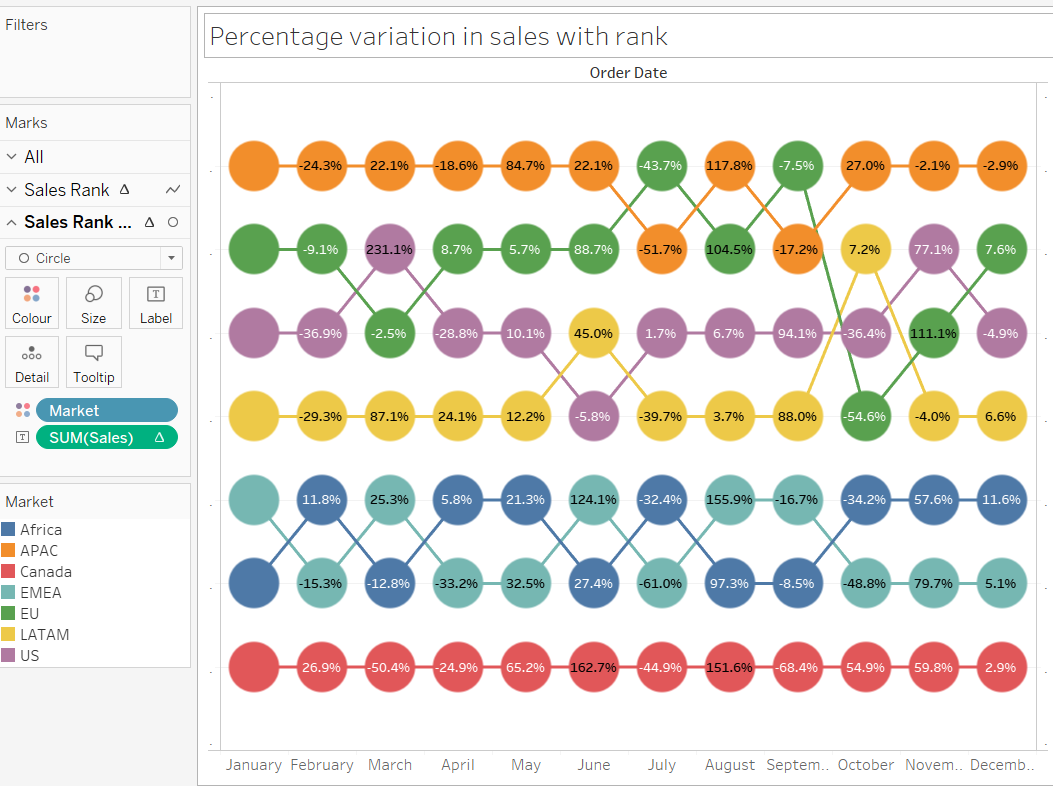 Filters
Marks
All
Sales Rank Δ
Sales Rank ... Δ
Circle
Colour Size Label
Detail Tooltip
Market
SUM(Sales) Δ
Market
Africa
APAC
Canada
EMEA
EU
LATAM
US
Percentage variation in sales with rank
Order Date
-24.3% 22.1% -18.6% 84.7% 22.1% -43.7% 117.8% -7.5% 27.0% -2.1% -2.9%
-9.1% 231.1% 8.7% 5.7% 88.7% -51.7% 104.5% -17.2% 7.2% 77.1% 7.6%
-36.9% -2.5% -28.8% 10.1% 45.0% 1.7% 6.7% 94.1% -36.4% 111.1% -4.9%
-29.3% 87.1% 24.1% 12.2% -5.8% -39.7% 3.7% 88.0% -54.6% -4.0% 6.6%
11.8% 25.3% 5.8% 21.3% 124.1% -32.4% 155.9% -16.7% -34.2% 57.6% 11.6%
-15.3% -12.8% -33.2% 32.5% 27.4% -61.0% 97.3% -8.5% -48.8% 79.7% 5.1%
26.9% -50.4% -24.9% 65.2% 162.7% -44.9% 151.6% -68.4% 54.9% 59.8% 2.9%
January February March April May June July August Septem.. October Novem.. Decemb..